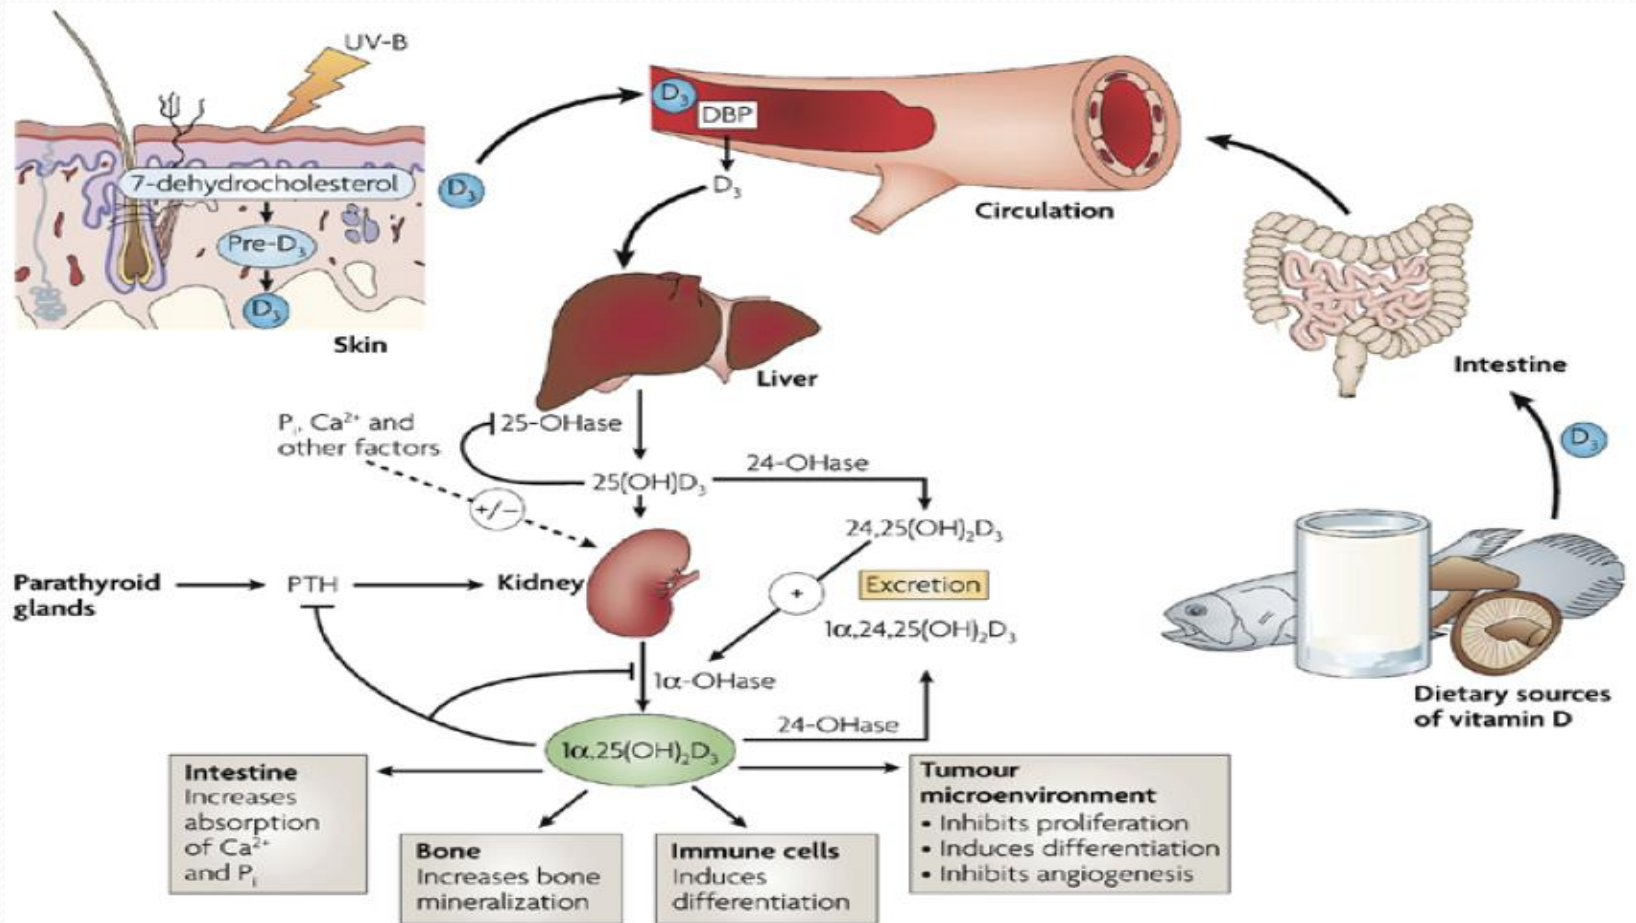 UV-B
7-dehydrocholesterol
Pre-D₃
D₃
Skin
D₃
D₃
DBP
D₃
Circulation
Liver
Intestine
D₃
Dietary sources
of vitamin D
Pᵢ, Ca²⁺ and
other factors
+/−
25-OHase
25(OH)D₃
24-OHase
24,25(OH)₂D₃
+
Excretion
1α,24,25(OH)₂D₃
Parathyroid
glands
PTH
Kidney
1α-OHase
24-OHase
1α,25(OH)₂D₃
Intestine
Increases
absorption
of Ca²⁺
and Pᵢ
Bone
Increases bone
mineralization
Immune cells
Induces
differentiation
Tumour
microenvironment
• Inhibits proliferation
• Induces differentiation
• Inhibits angiogenesis